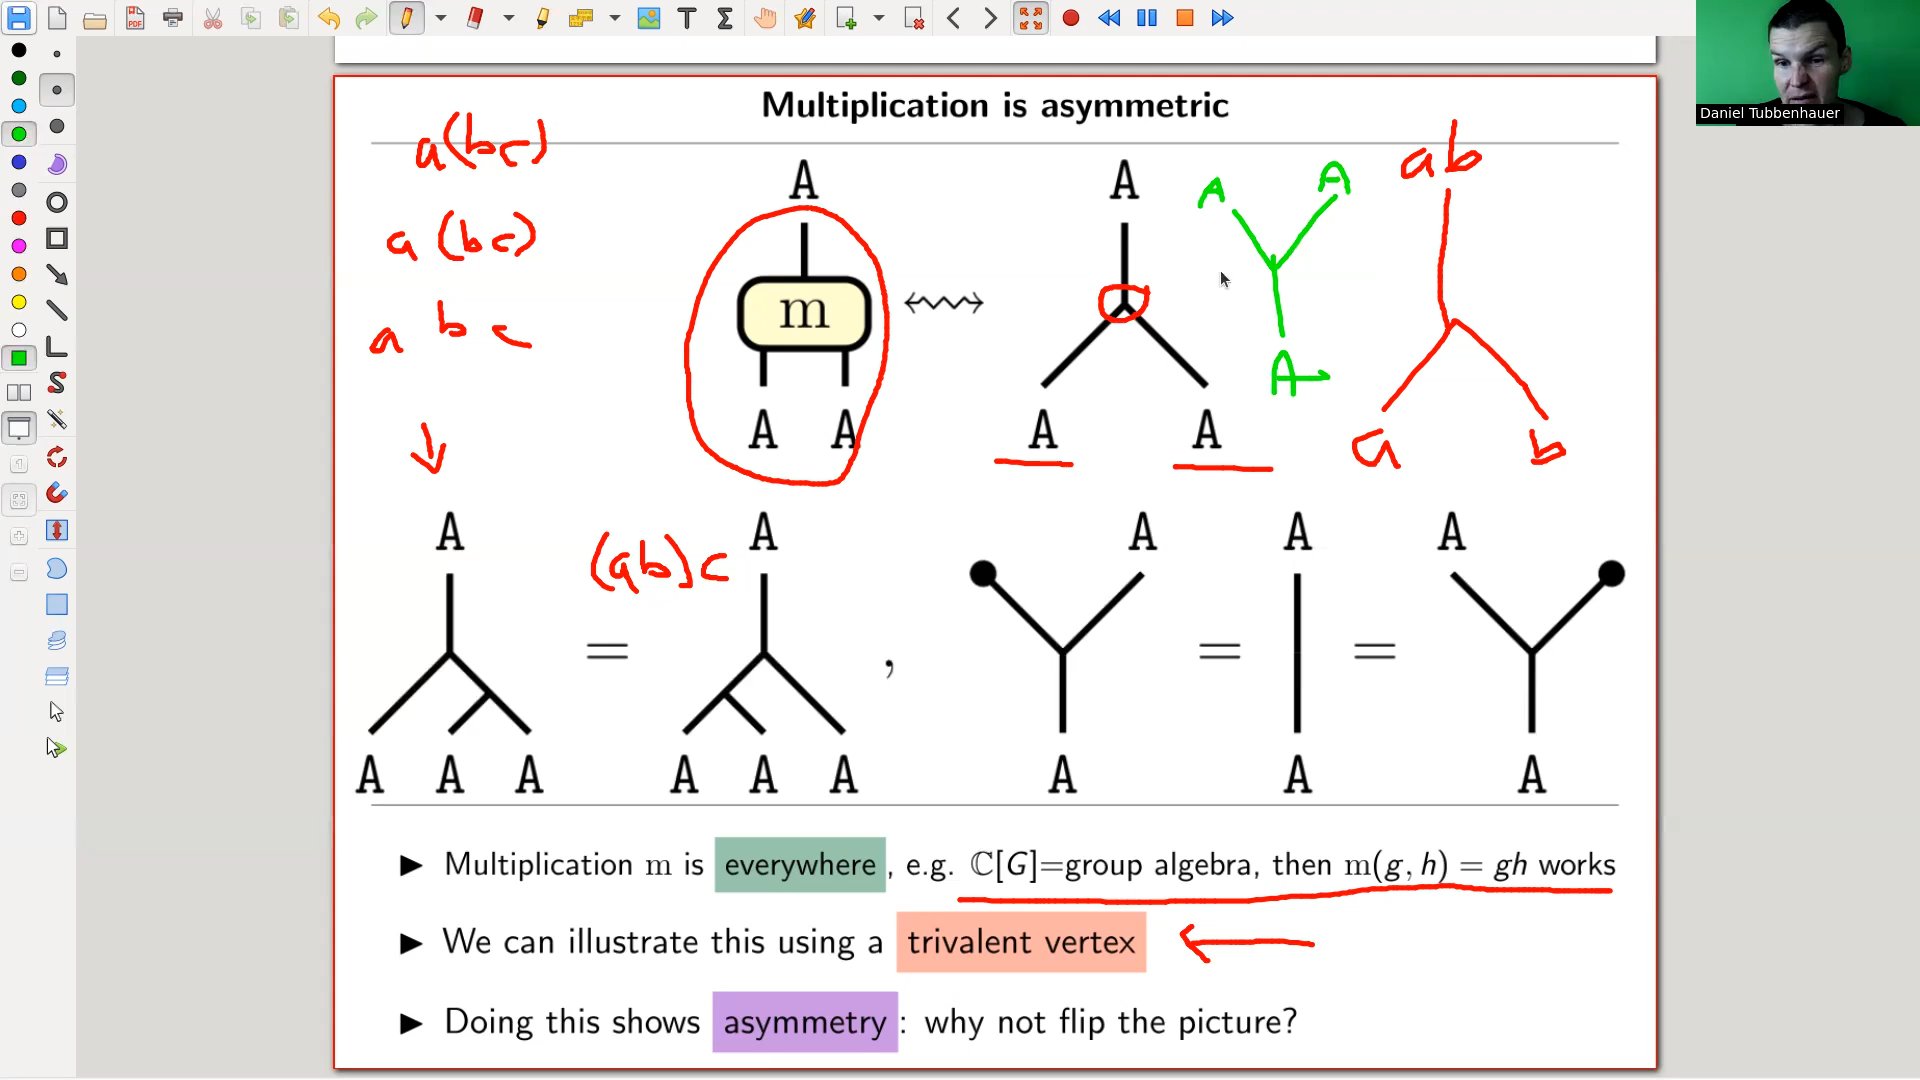 Daniel Tubbenhauer
Multiplication is asymmetric
a(bc)
a (bc)
a b c
A
m
A A
A
A A
A A
A
ab
a b
A
=
(ab)c
A
,
A
=
A
=
A
A A A
A A A
A
A
A
▶ Multiplication m is everywhere, e.g. ℂ[G]=group algebra, then m(g, h) = gh works
▶ We can illustrate this using a trivalent vertex
▶ Doing this shows asymmetry: why not flip the picture?